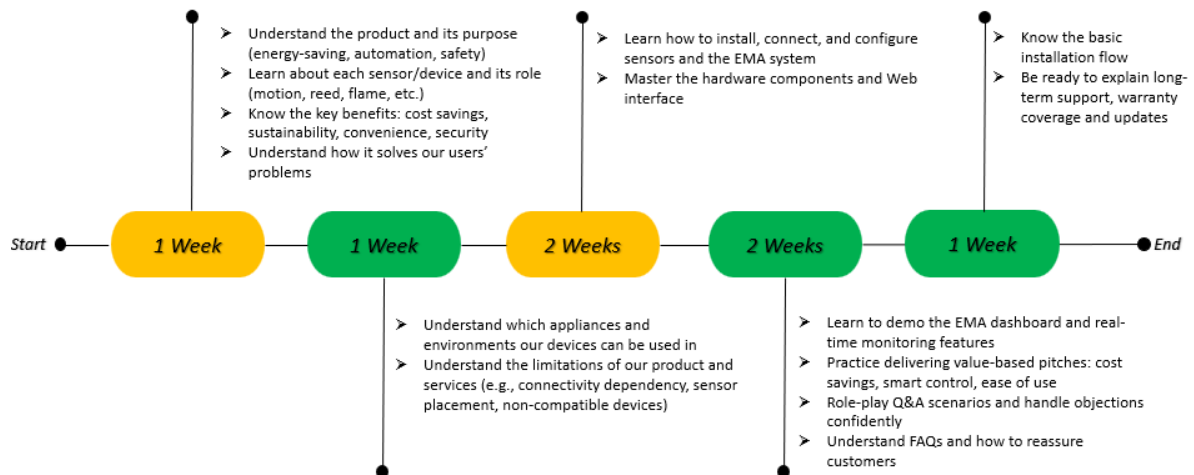 ➢ Understand the product and its purpose
(energy-saving, automation, safety)
➢ Learn about each sensor/device and its role
(motion, reed, flame, etc.)
➢ Know the key benefits: cost savings,
sustainability, convenience, security
➢ Understand how it solves our users'
problems
➢ Learn how to install, connect, and configure
sensors and the EMA system
➢ Master the hardware components and Web
interface
➢ Know the basic
installation flow
➢ Be ready to explain long-
term support, warranty
coverage and updates
Start
1 Week
1 Week
2 Weeks
2 Weeks
1 Week
End
➢ Understand which appliances and
environments our devices can be used in
➢ Understand the limitations of our product and
services (e.g., connectivity dependency, sensor
placement, non-compatible devices)
➢ Learn to demo the EMA dashboard and real-
time monitoring features
➢ Practice delivering value-based pitches: cost
savings, smart control, ease of use
➢ Role-play Q&A scenarios and handle objections
confidently
➢ Understand FAQs and how to reassure
customers